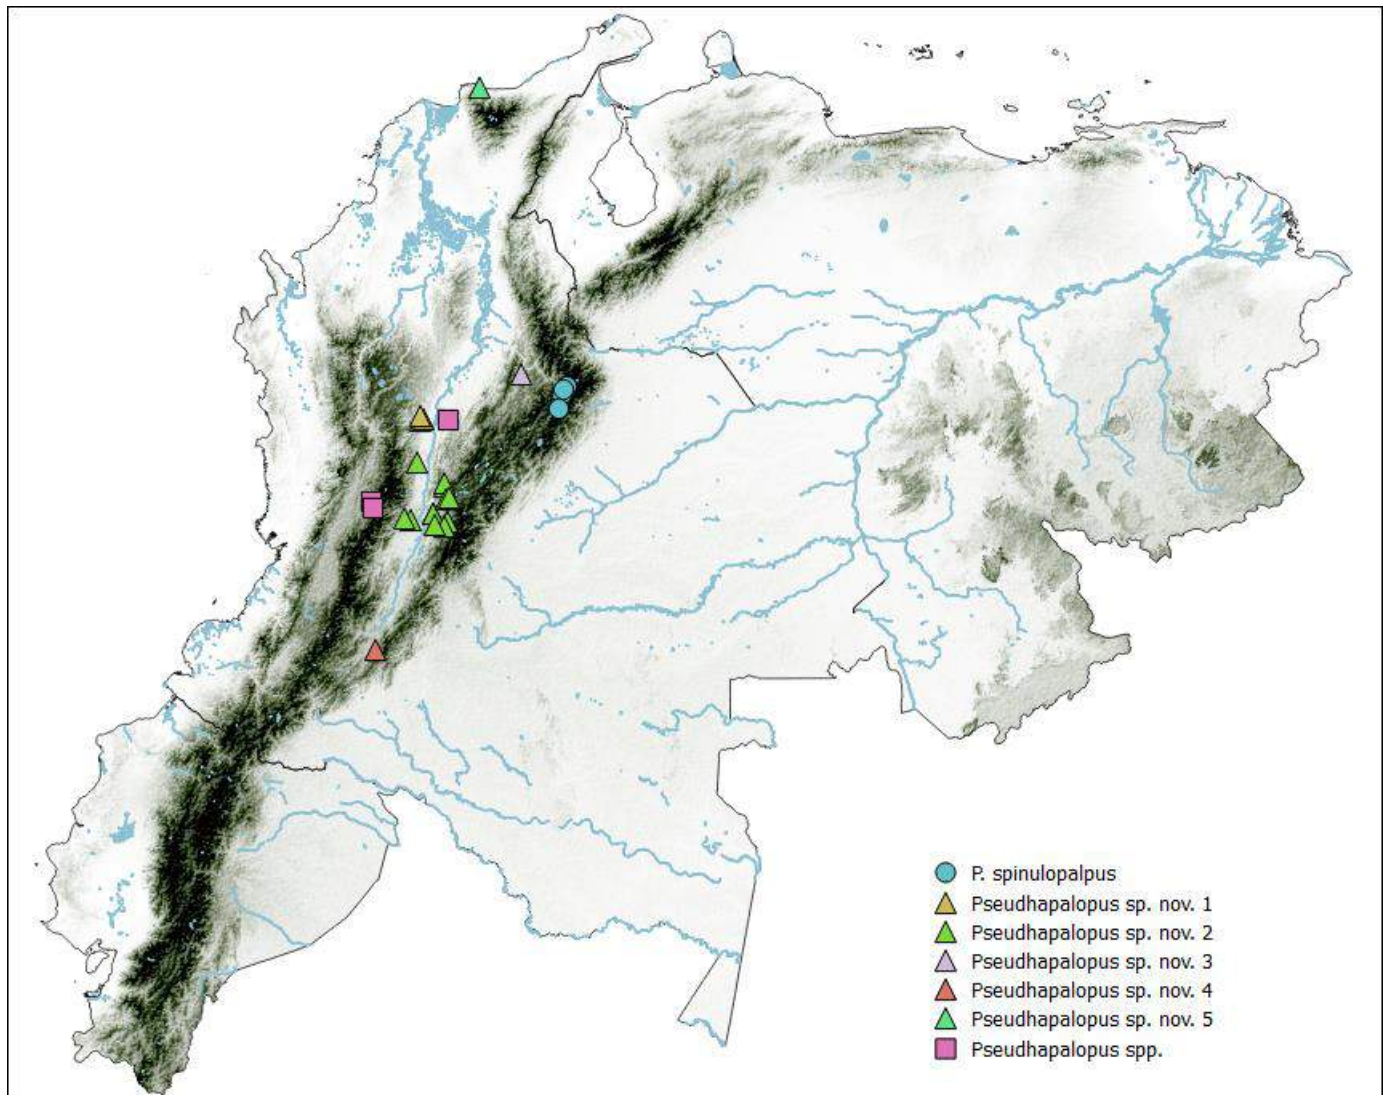 P. spinulopalpus
Pseudhapalopus sp. nov. 1
Pseudhapalopus sp. nov. 2
Pseudhapalopus sp. nov. 3
Pseudhapalopus sp. nov. 4
Pseudhapalopus sp. nov. 5
Pseudhapalopus spp.